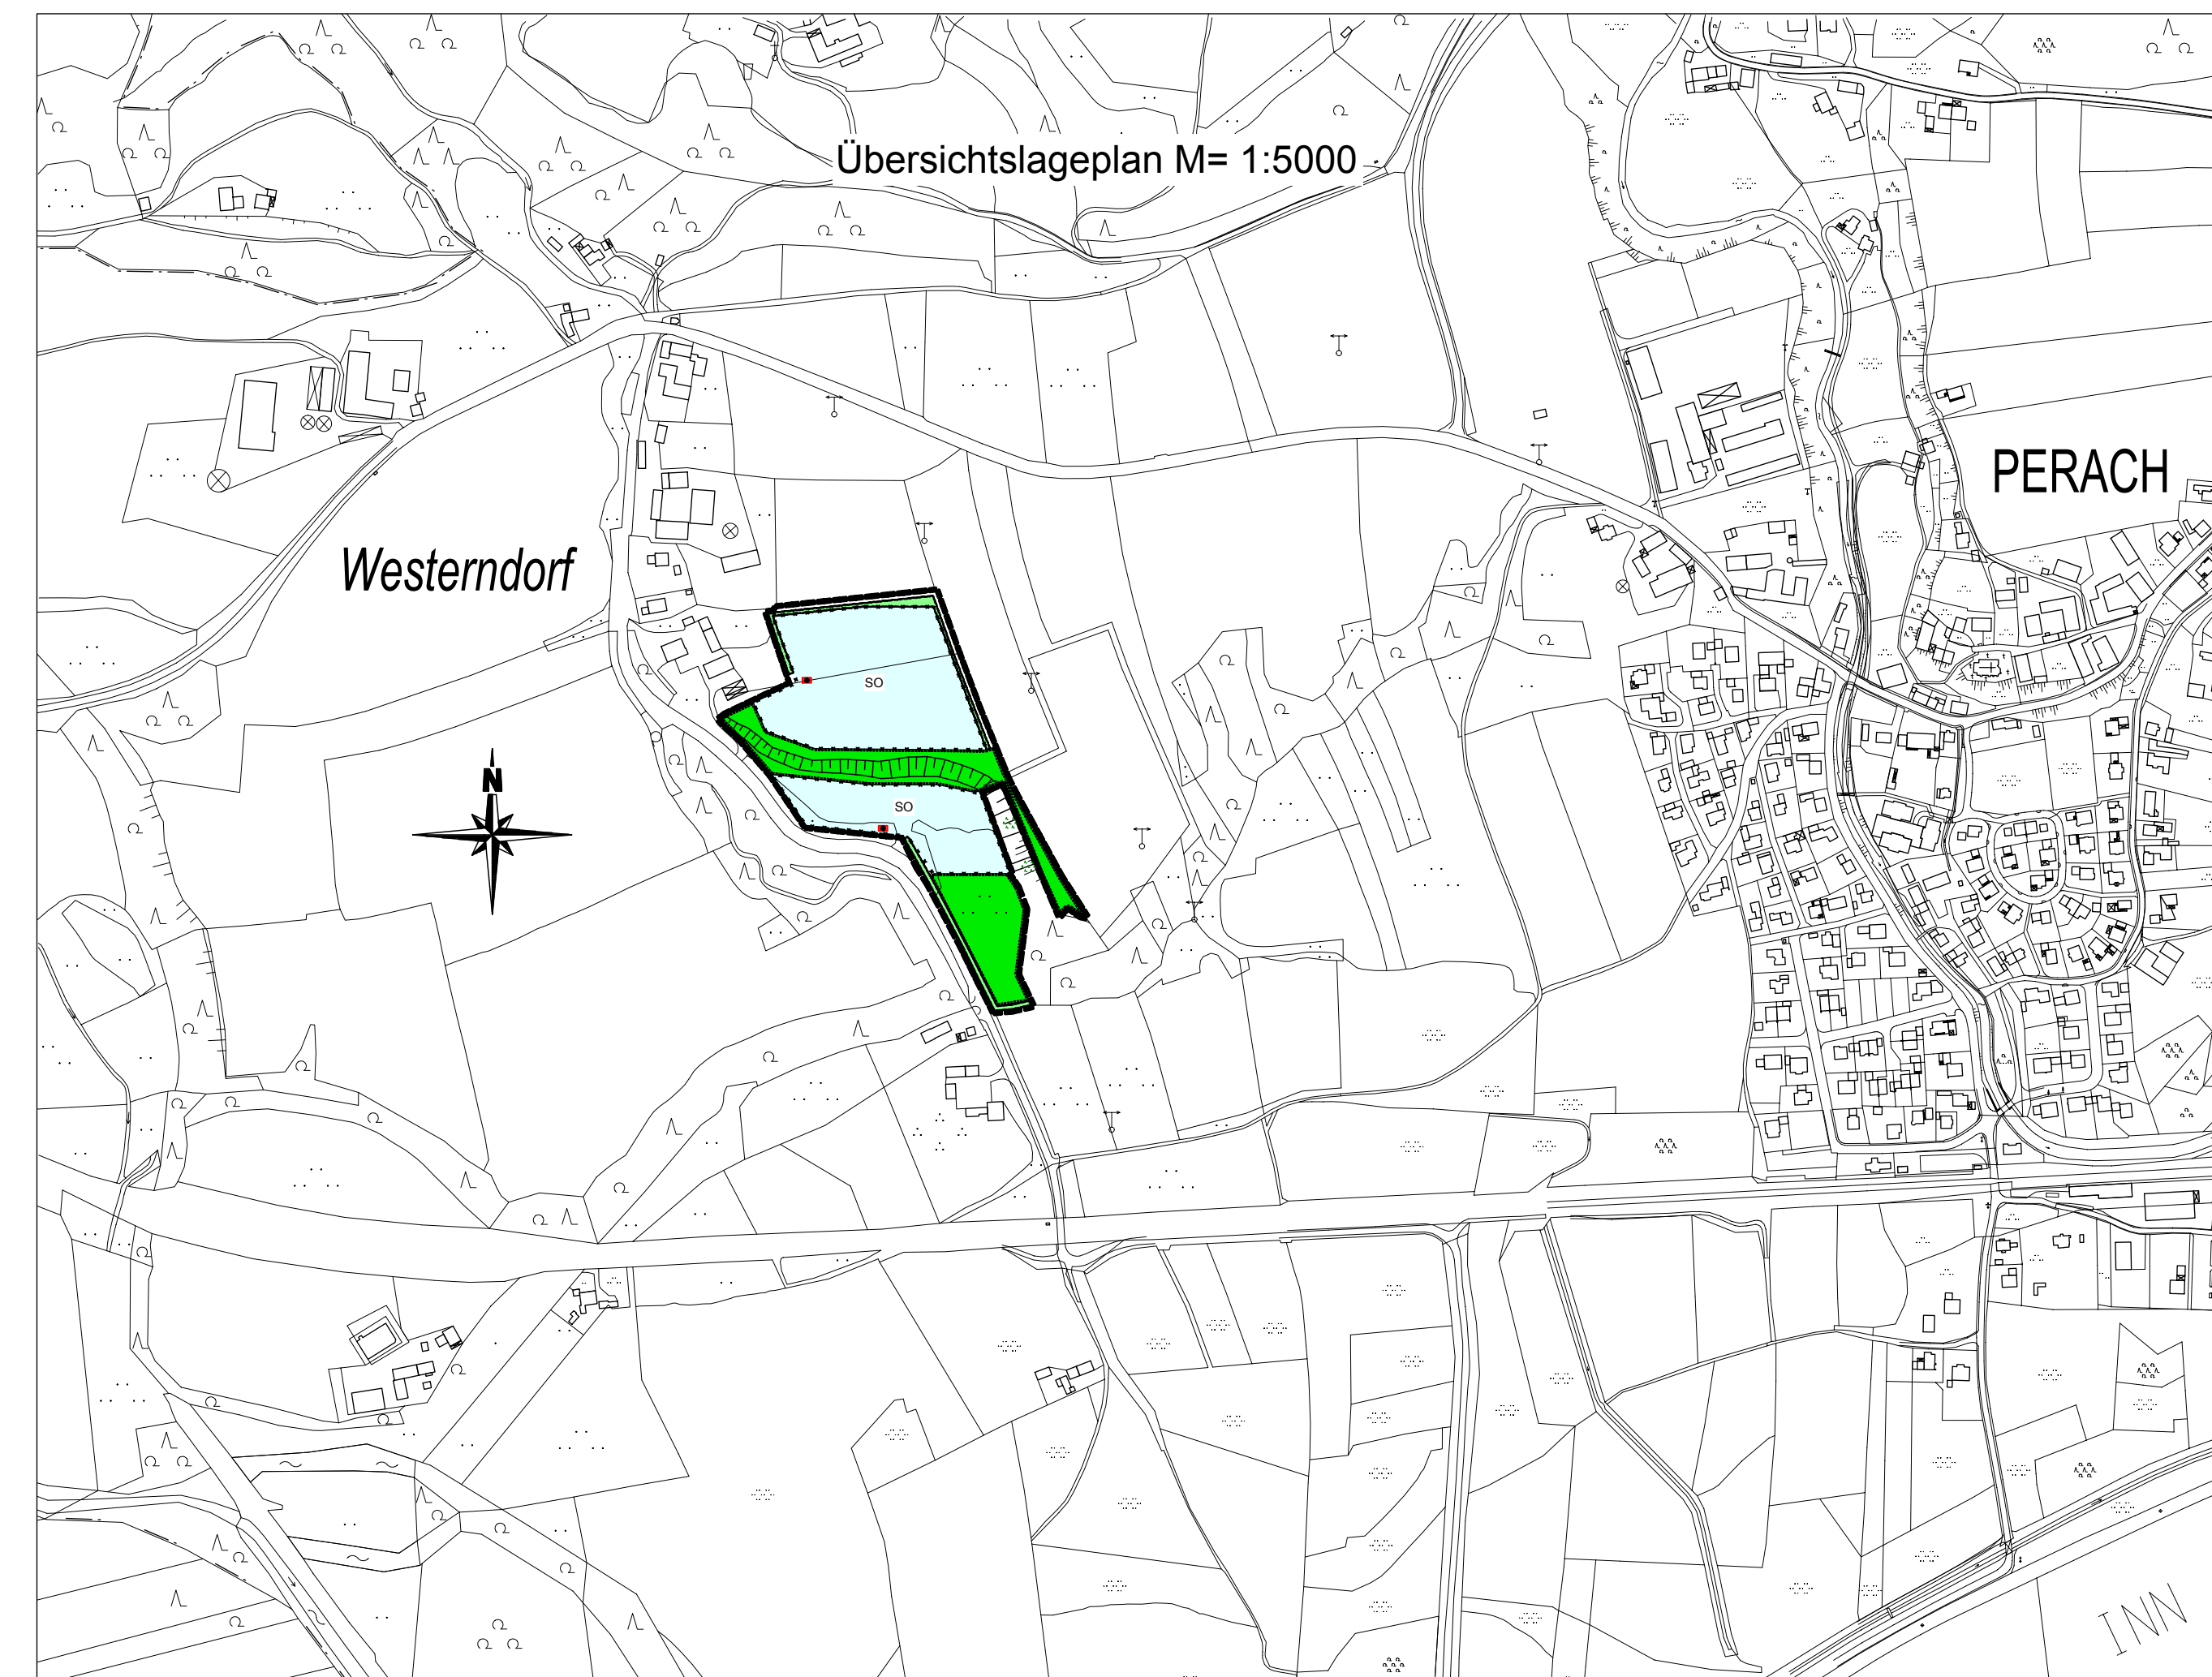 Übersichtslageplan M= 1:5000
PERACH
Westerndorf
SO
N
SO
INN